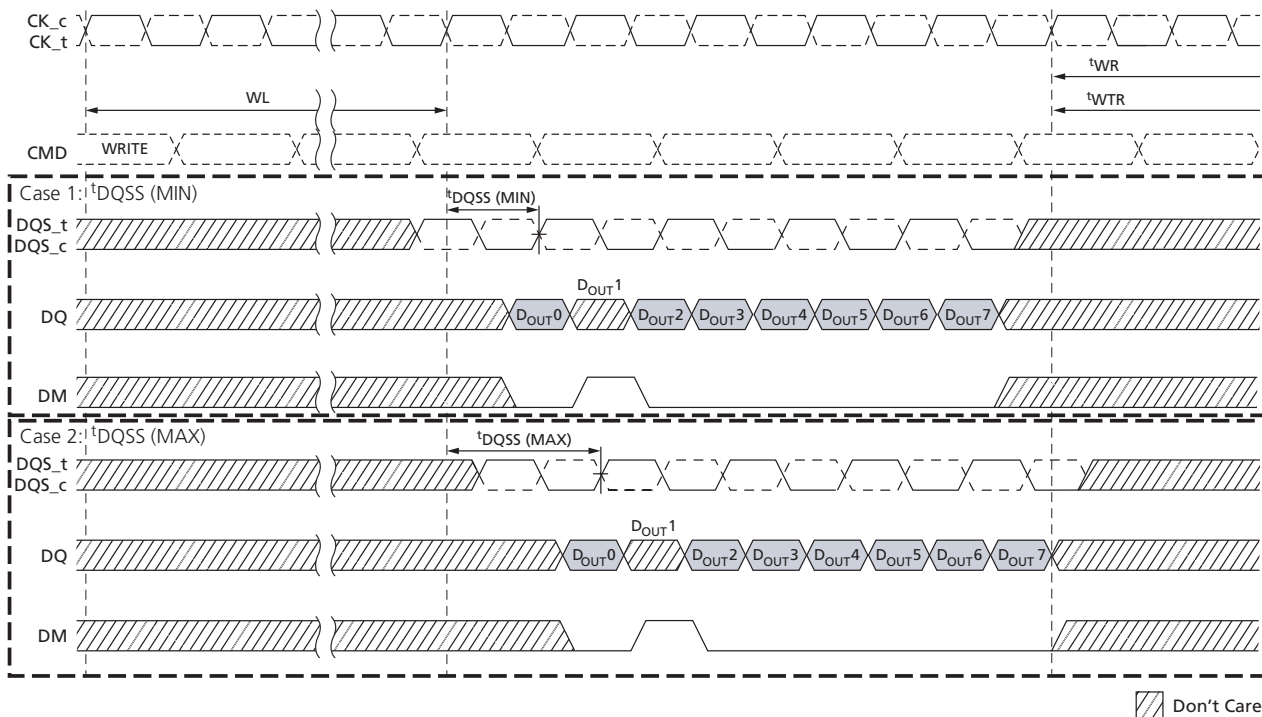 CK_c
CK_t
tWR
WL
tWTR
CMD WRITE
Case 1: tDQSS (MIN)
tDQSS (MIN)
DQS_t
DQS_c
DOUT1
DQ DOUT0 DOUT2 DOUT3 DOUT4 DOUT5 DOUT6 DOUT7
DM
Case 2: tDQSS (MAX)
tDQSS (MAX)
DQS_t
DQS_c
DOUT1
DQ DOUT0 DOUT2 DOUT3 DOUT4 DOUT5 DOUT6 DOUT7
DM
Don't Care